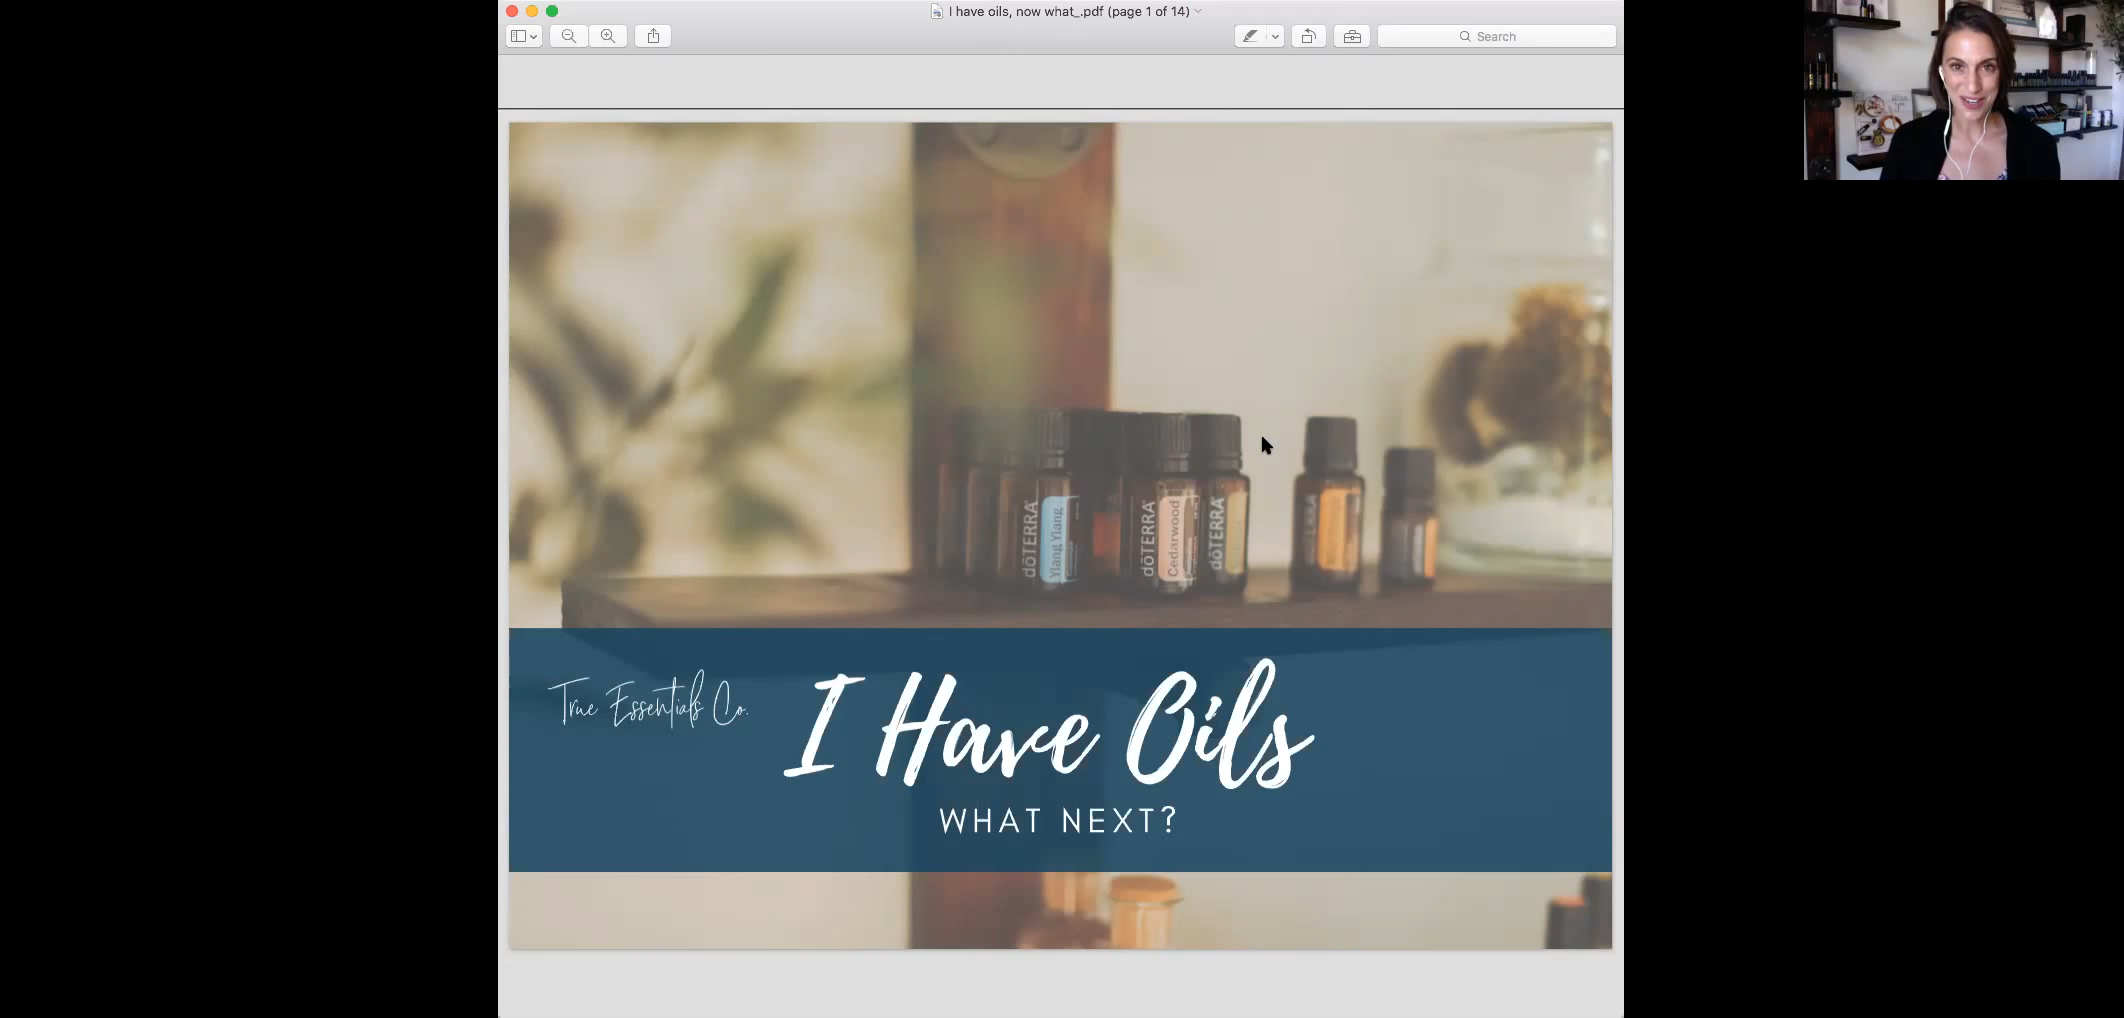 I have oils, now what_.pdf (page 1 of 14)
Search
dōTERRA
Ylang Ylang
dōTERRA
Cedarwood
dōTERRA
True Essentials Co.
I Have Oils
WHAT NEXT?